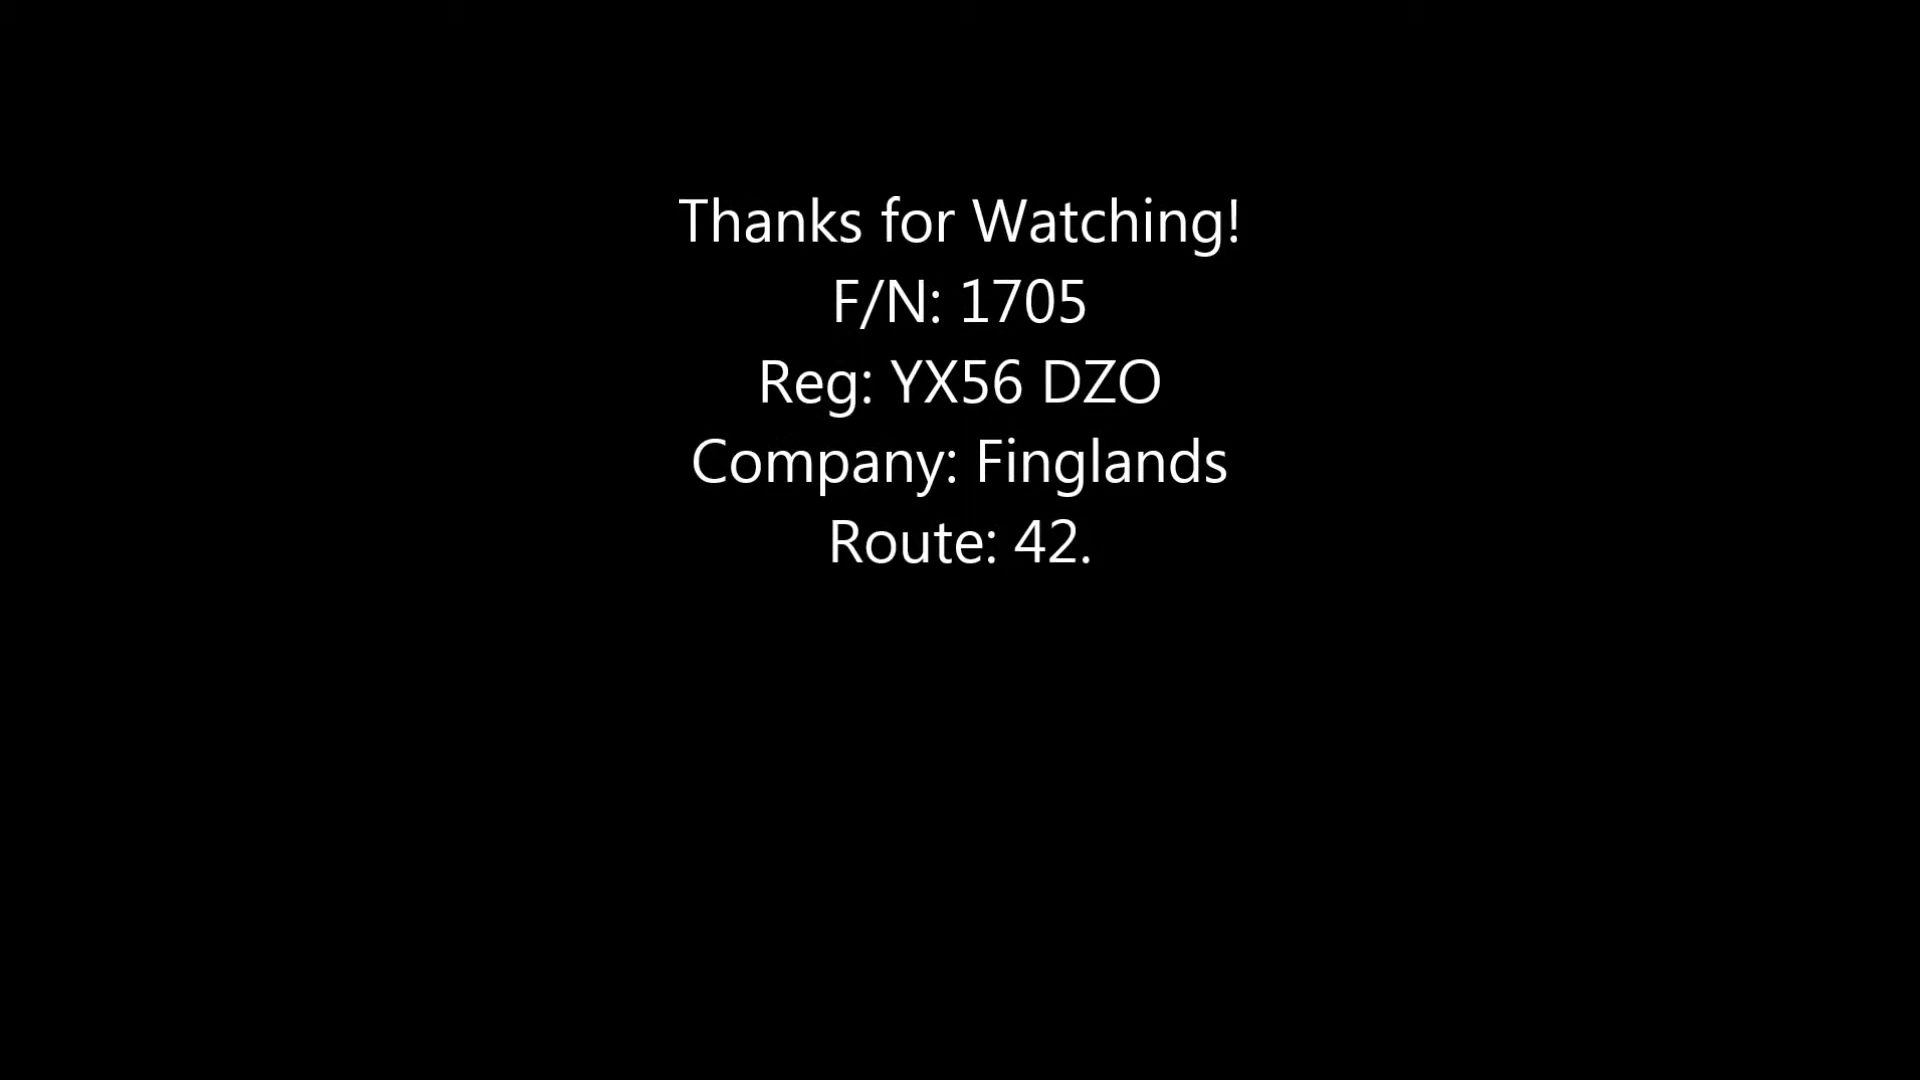 Thanks for Watching!
F/N: 1705
Reg: YX56 DZO
Company: Finglands
Route: 42.